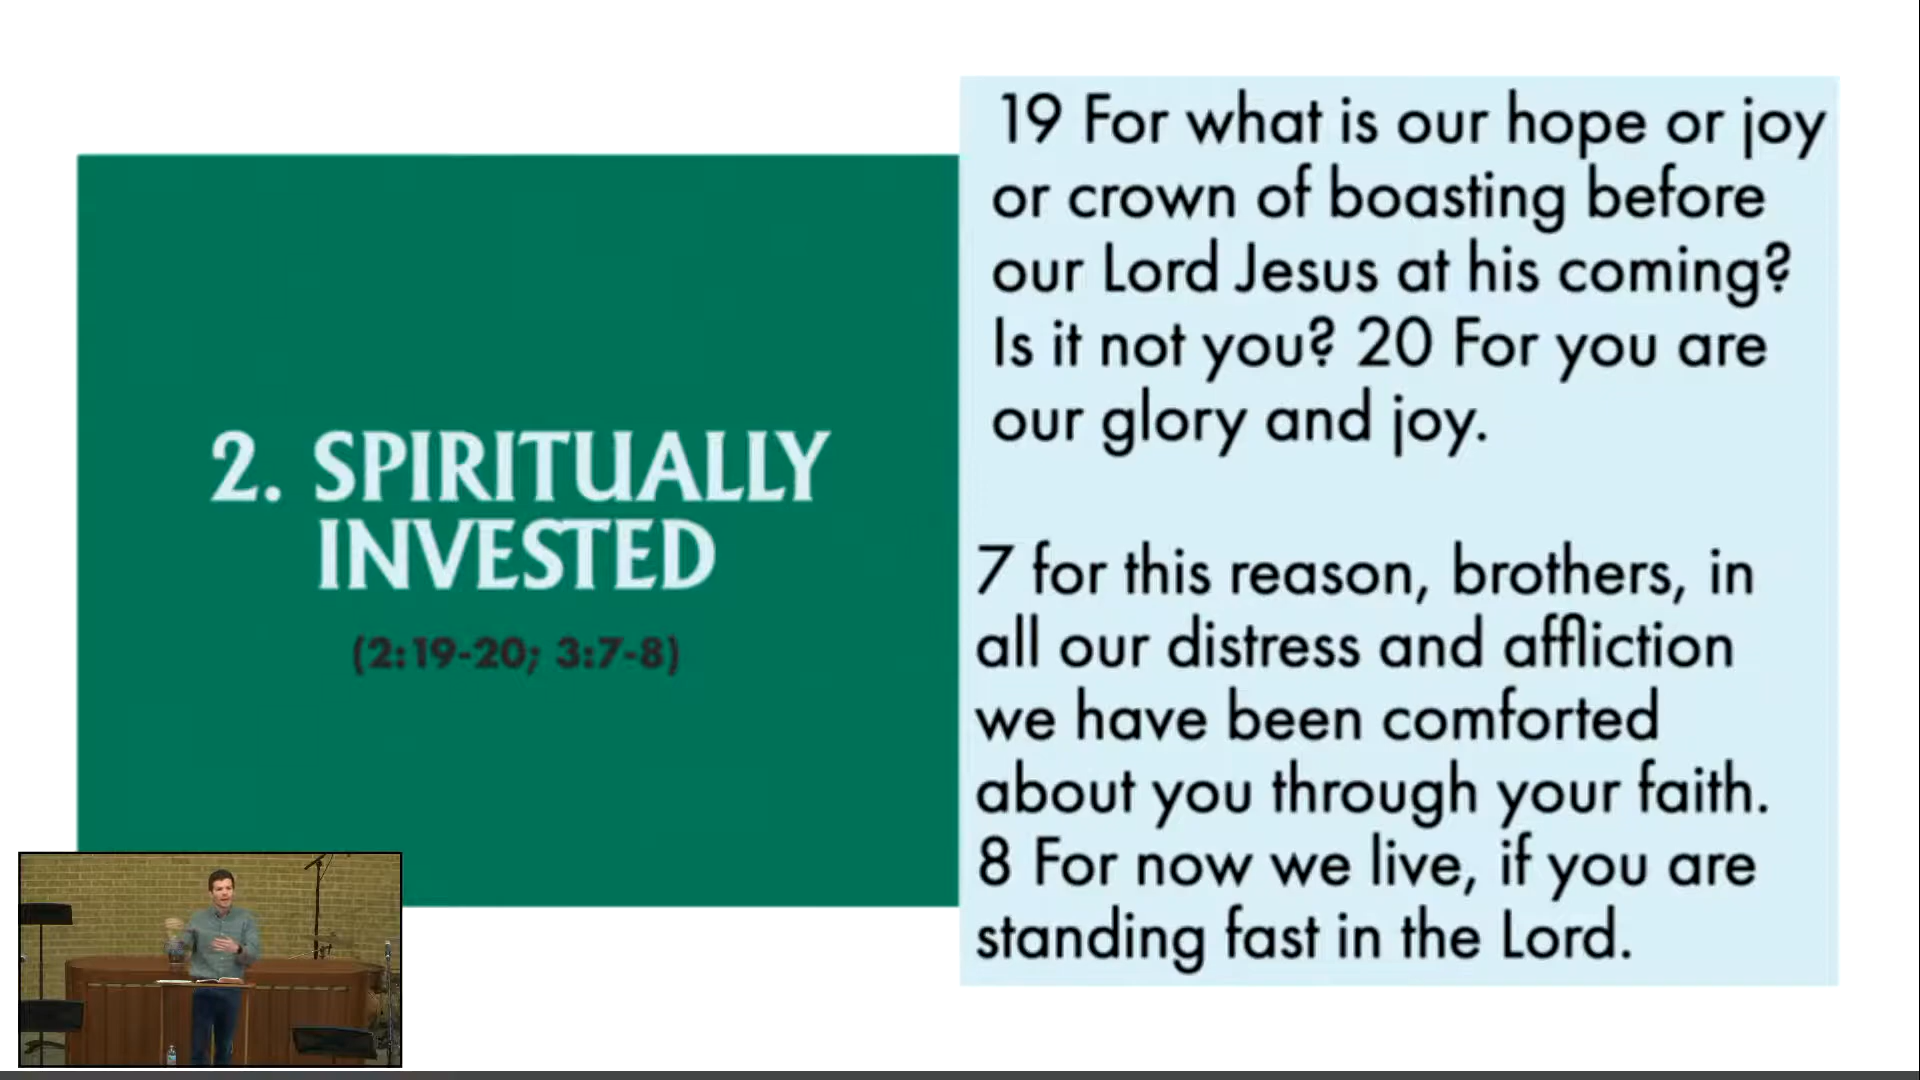 2. SPIRITUALLY
INVESTED
(2:19-20; 3:7-8)
19 For what is our hope or joy
or crown of boasting before
our Lord Jesus at his coming?
Is it not you? 20 For you are
our glory and joy.
7 for this reason, brothers, in
all our distress and affliction
we have been comforted
about you through your faith.
8 For now we live, if you are
standing fast in the Lord.